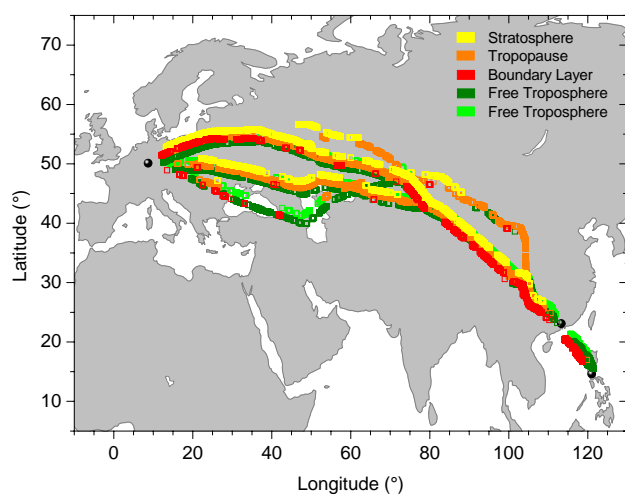 Stratosphere
Tropopause
Boundary Layer
Free Troposphere
Free Troposphere
70
60
50
40
30
20
10
Latitude (°)
0 20 40 60 80 100 120
Longitude (°)